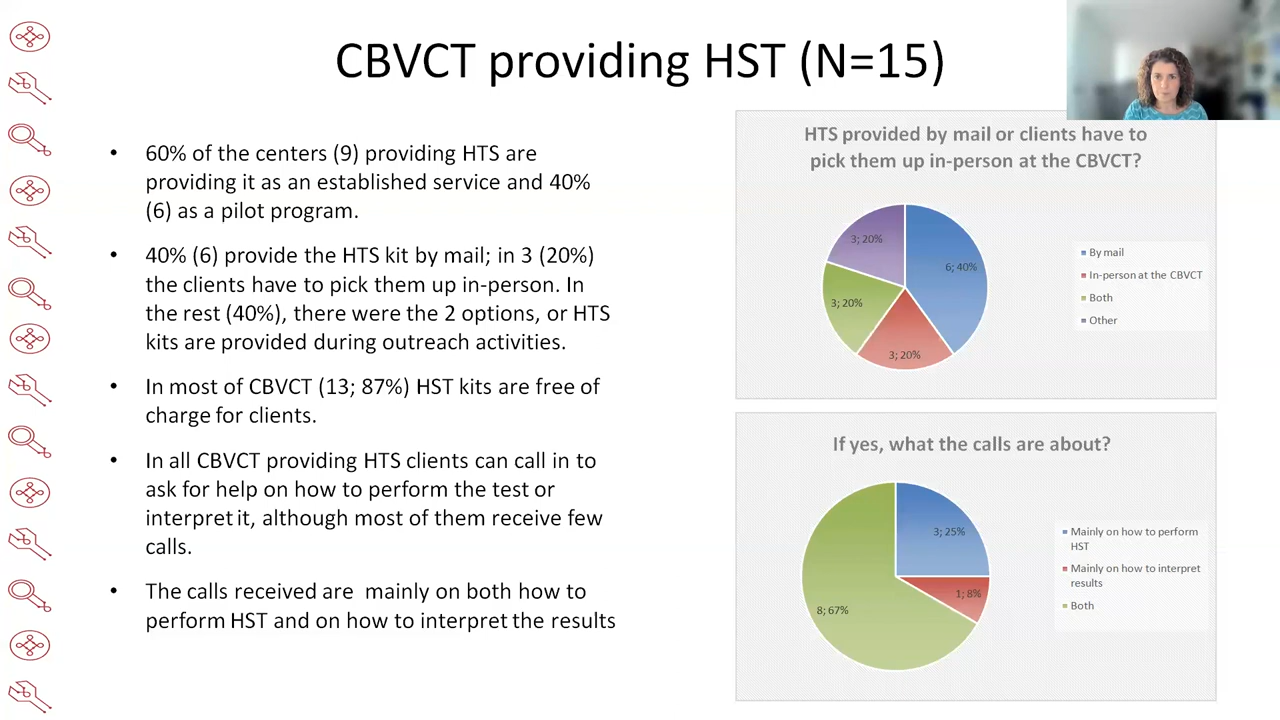 CBVCT providing HST (N=15)
• 60% of the centers (9) providing HTS are
providing it as an established service and 40%
(6) as a pilot program.
• 40% (6) provide the HTS kit by mail; in 3 (20%)
the clients have to pick them up in-person. In
the rest (40%), there were the 2 options, or HTS
kits are provided during outreach activities.
• In most of CBVCT (13; 87%) HST kits are free of
charge for clients.
• In all CBVCT providing HTS clients can call in to
ask for help on how to perform the test or
interpret it, although most of them receive few
calls.
• The calls received are mainly on both how to
perform HST and on how to interpret the results
HTS provided by mail or clients have to
pick them up in-person at the CBVCT?
3; 20%
6; 40%
3; 20%
3; 20%
By mail
In-person at the CBVCT
Both
Other
If yes, what the calls are about?
3; 25%
1; 8%
8; 67%
Mainly on how to perform
HST
Mainly on how to interpret
results
Both